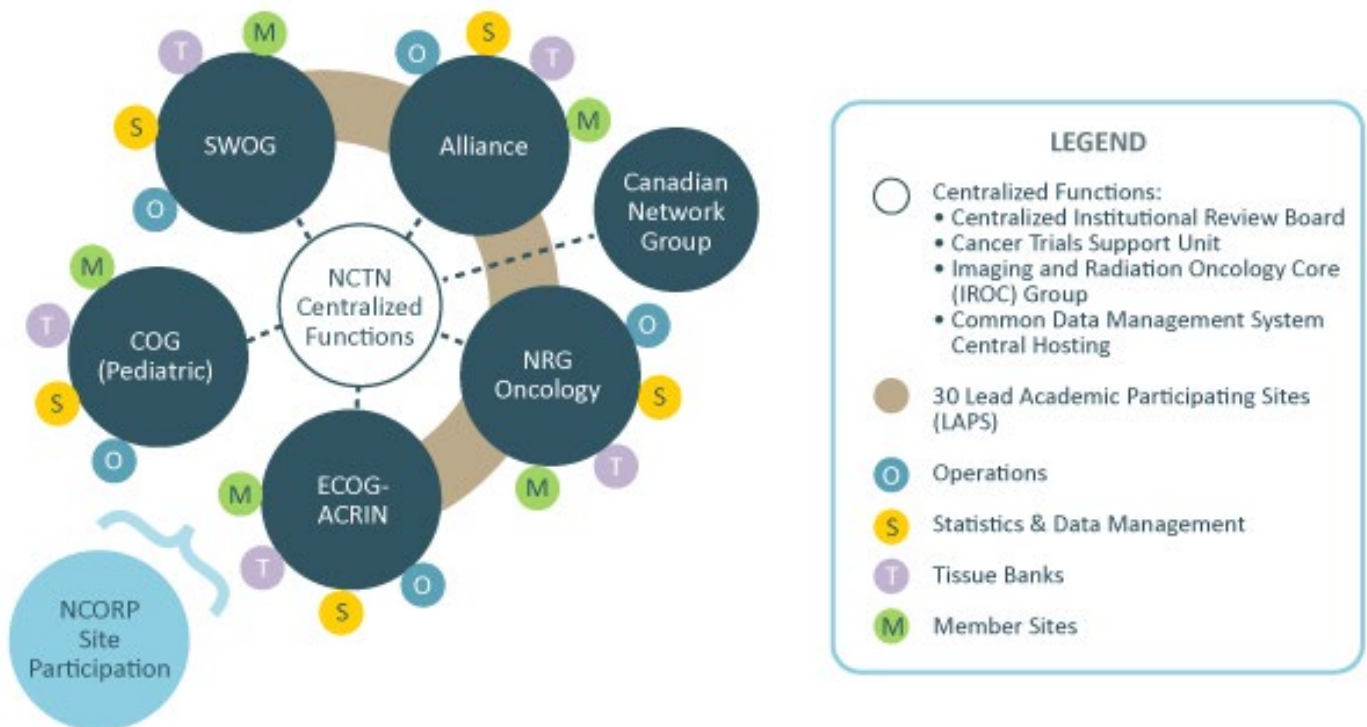 M
T
SWOG
S
O
O
S
T
Alliance
M
Canadian
Network
Group
NCTN
Centralized
Functions
M
T
COG
(Pediatric)
S
O
O
NRG
Oncology
S
T
M
M
ECOG-
ACRIN
T
S
O
NCORP
Site
Participation
LEGEND
Centralized Functions:
• Centralized Institutional Review Board
• Cancer Trials Support Unit
• Imaging and Radiation Oncology Core
(IROC) Group
• Common Data Management System
Central Hosting
30 Lead Academic Participating Sites
(LAPS)
O Operations
S Statistics & Data Management
T Tissue Banks
M Member Sites